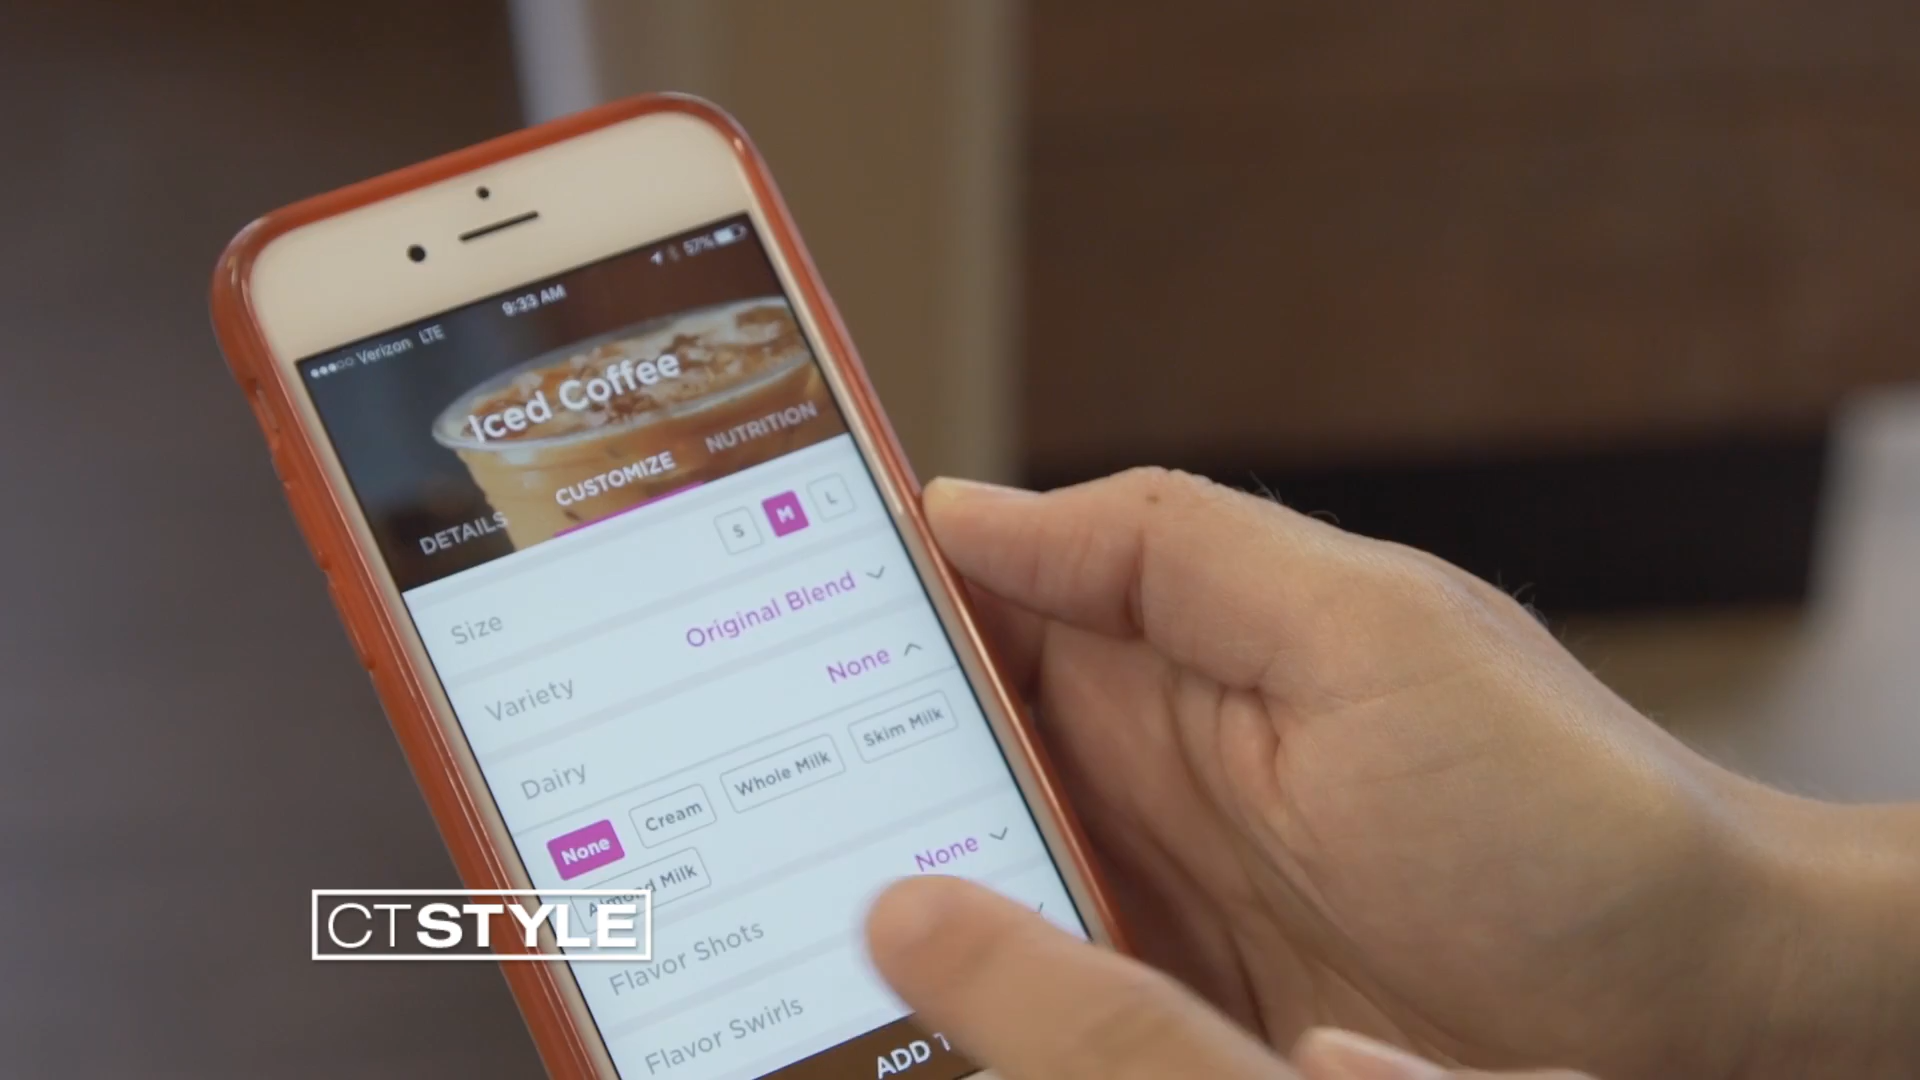 ●●●○○ Verizon LTE 9:33 AM 57%
Iced Coffee
DETAILS CUSTOMIZE NUTRITION
Size S M L
Variety Original Blend
Dairy None
None Cream Whole Milk Skim Milk
Almond Milk
Flavor Shots None
Flavor Swirls
ADD
CTSTYLE